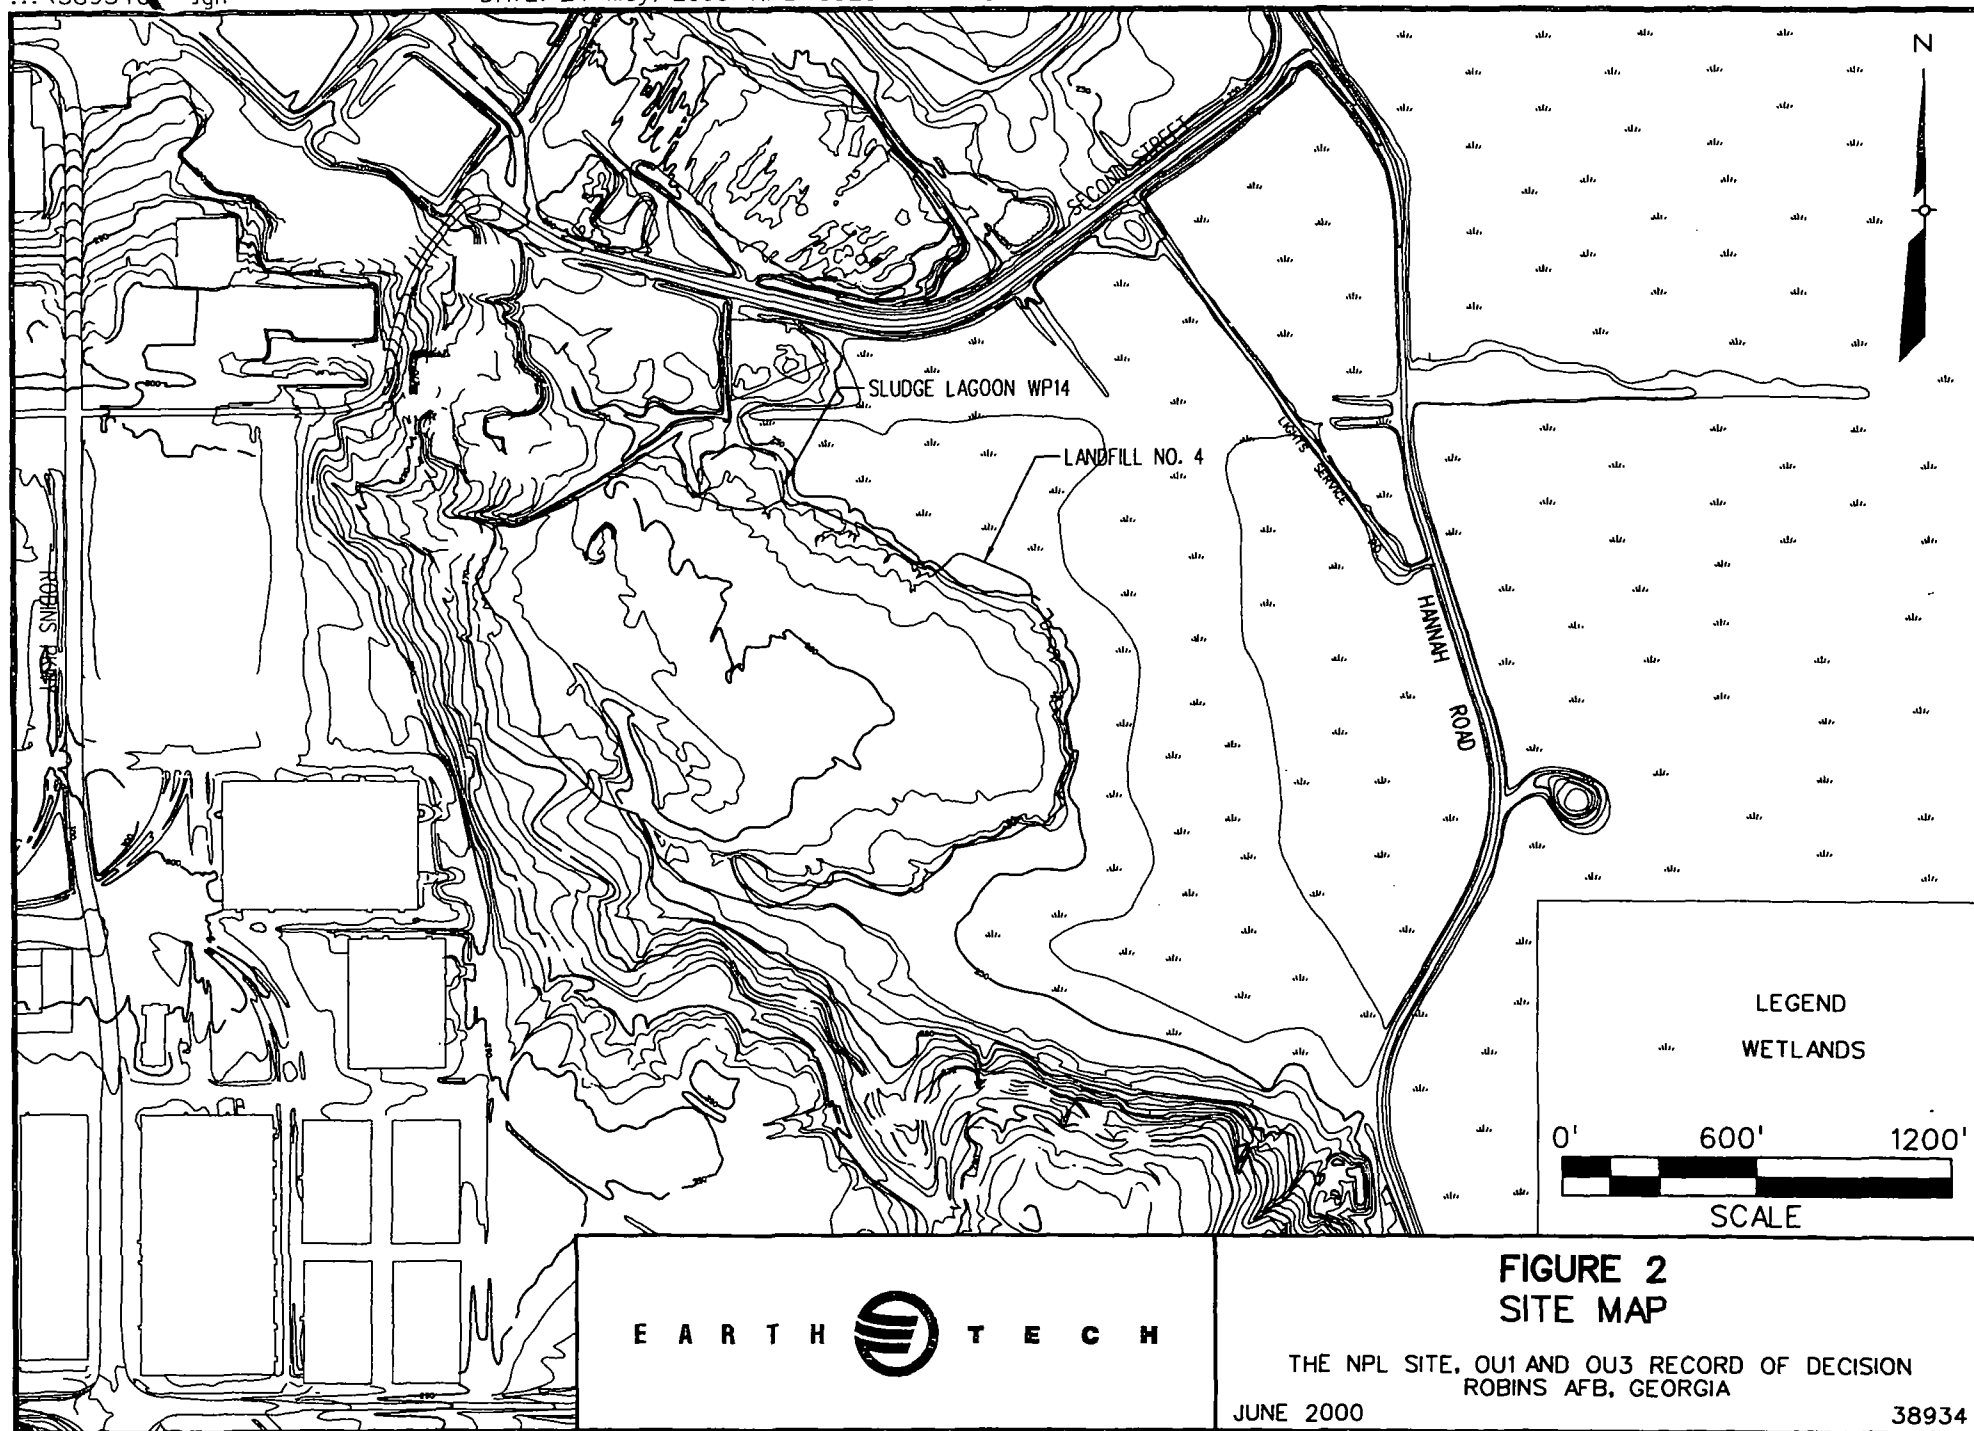 N
SECOND STREET
SLUDGE LAGOON WP14
LANDFILL NO. 4
LIGHTS SERVICE
HANNAH ROAD
ROBINS PKWY
LEGEND
WETLANDS
0' 600' 1200'
SCALE
EARTH TECH
FIGURE 2
SITE MAP
THE NPL SITE, OU1 AND OU3 RECORD OF DECISION
ROBINS AFB, GEORGIA
JUNE 2000
38934